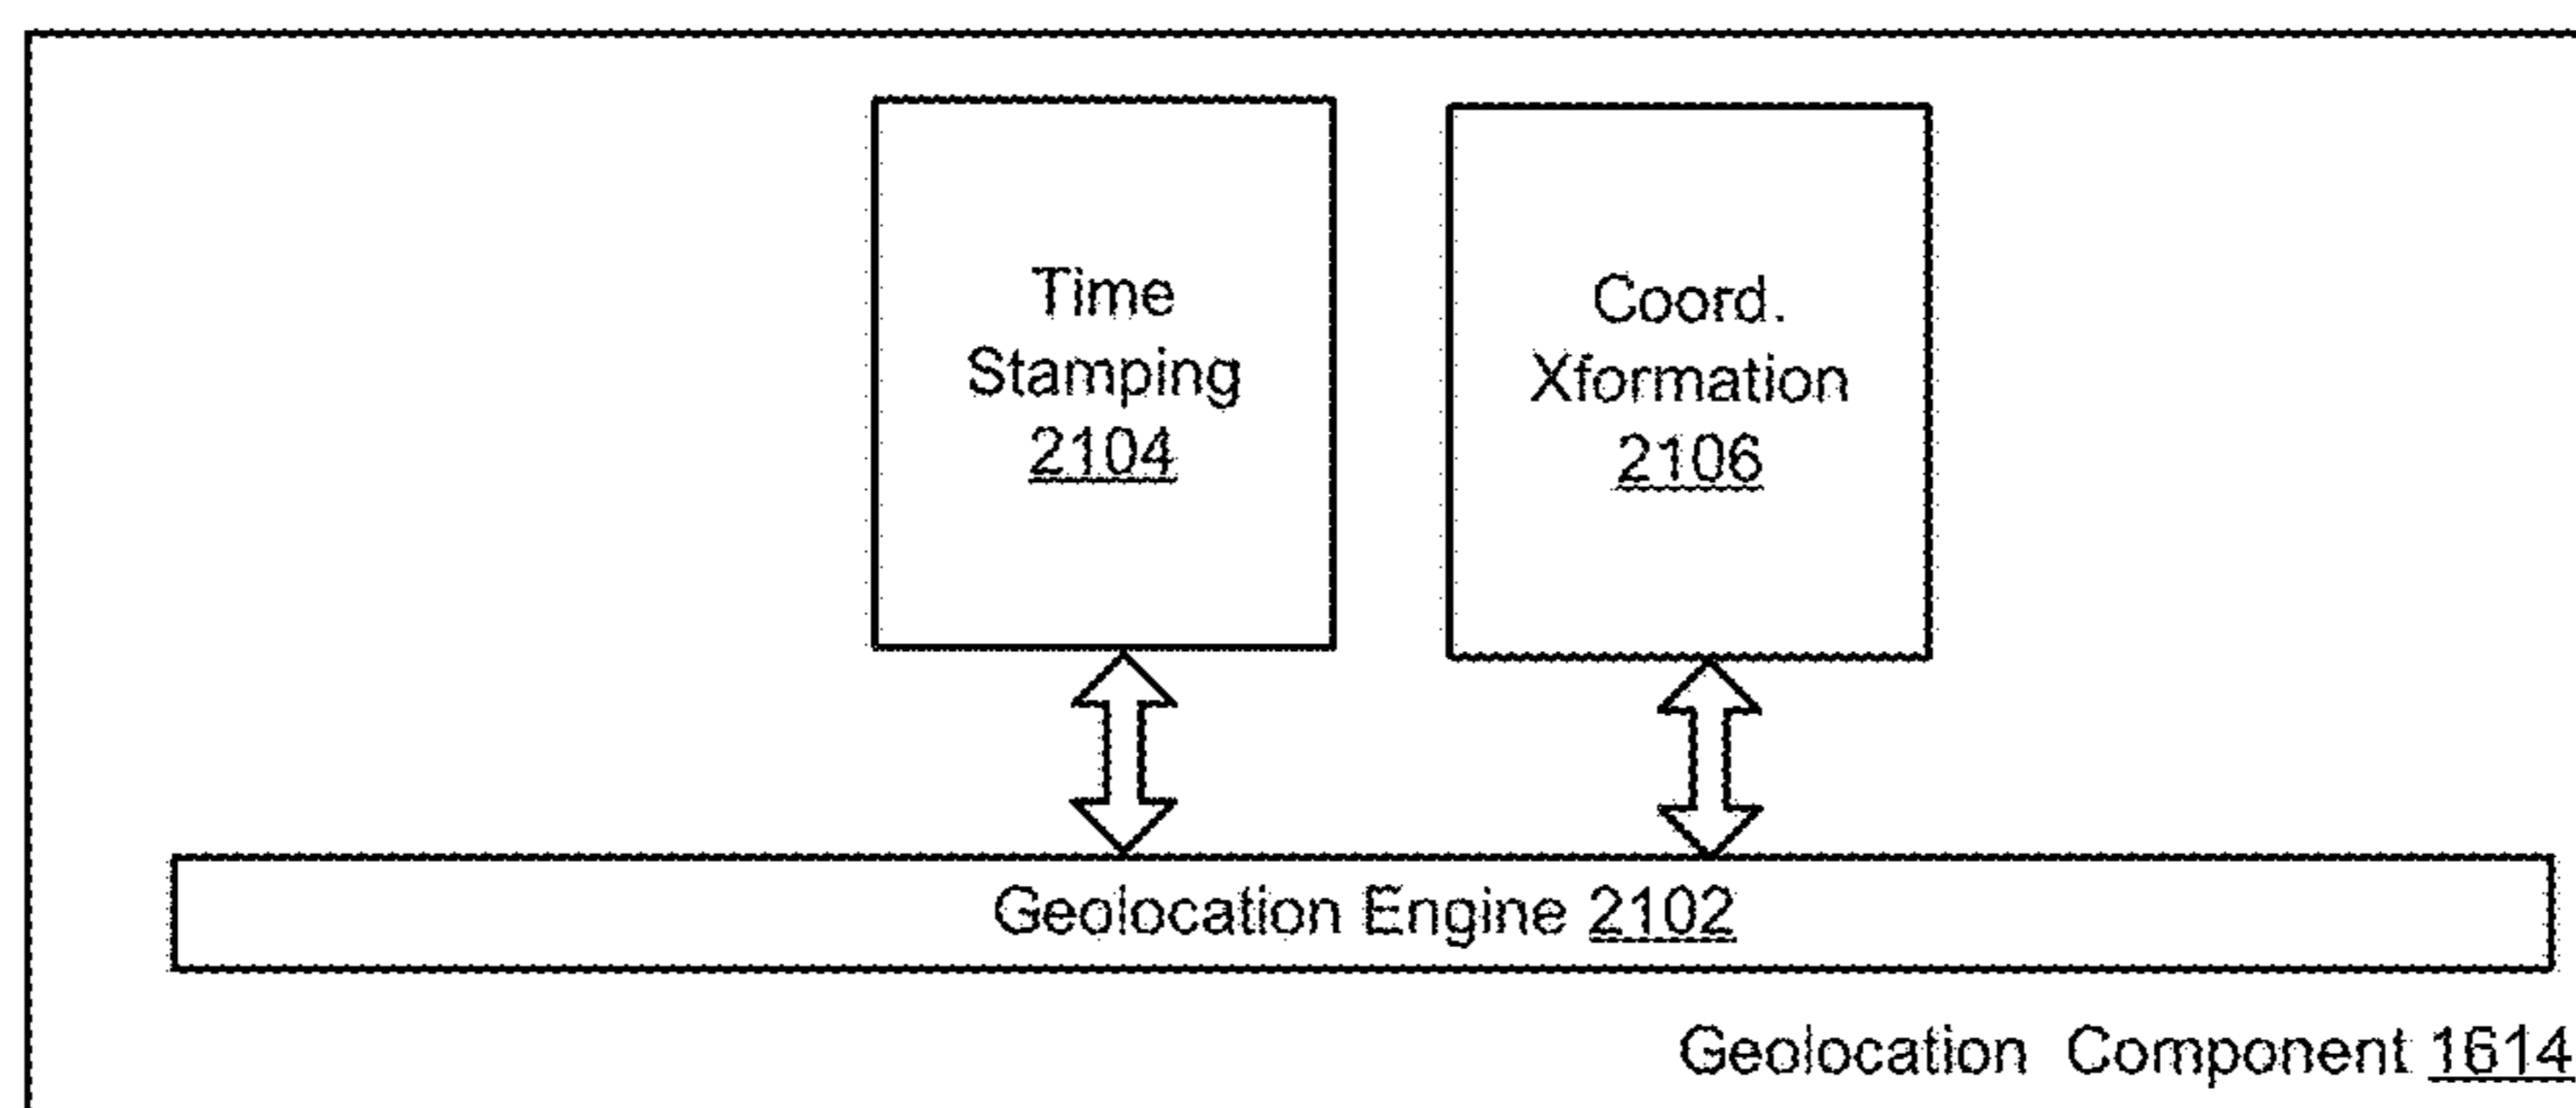 Time
Stamping
2104
Coord.
Xformation
2106
Geolocation Engine 2102
Geolocation Component 1614